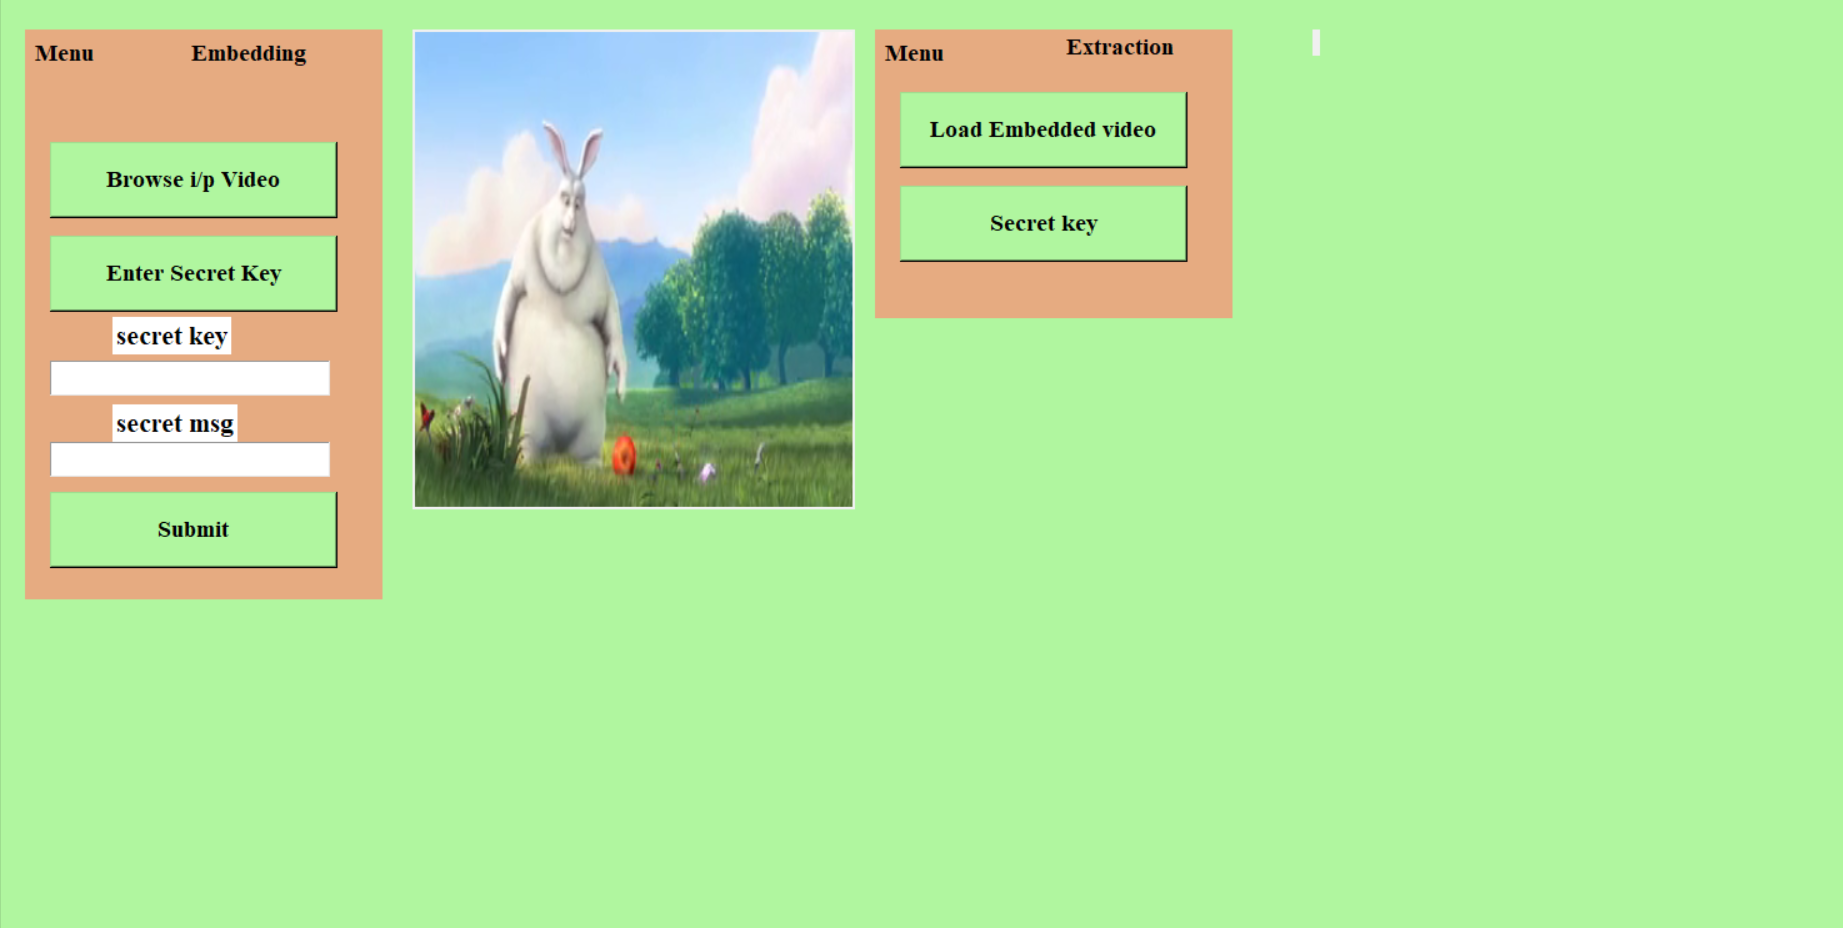 Menu
Embedding
Browse i/p Video
Enter Secret Key
secret key
secret msg
Submit
Menu
Extraction
Load Embedded video
Secret key